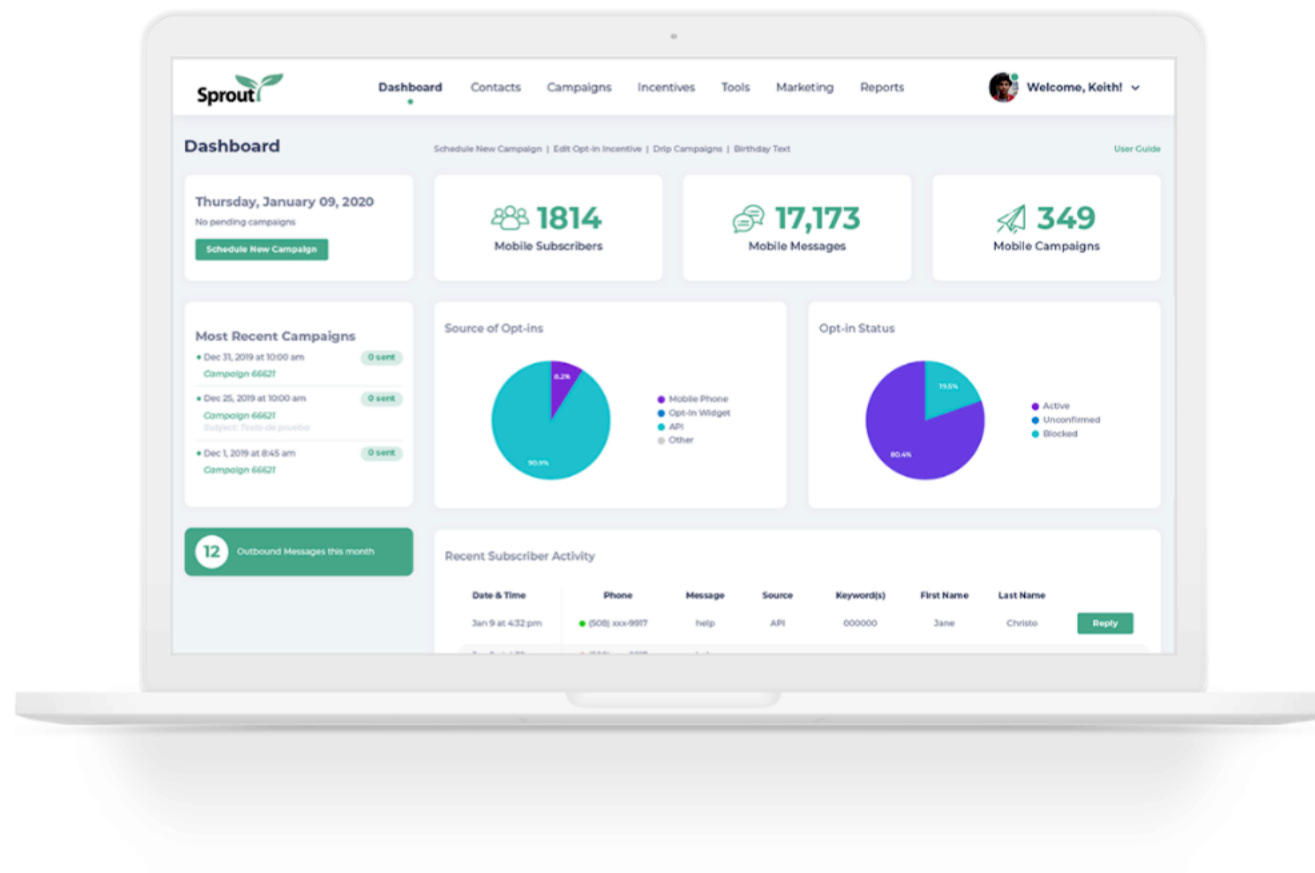 Sprout
Dashboard Contacts Campaigns Incentives Tools Marketing Reports
Welcome, Keith!
Dashboard
Schedule New Campaign | Edit Opt-in Incentive | Drip Campaigns | Birthday Text
User Guide
Thursday, January 09, 2020
No pending campaigns
Schedule New Campaign
1814
Mobile Subscribers
17,173
Mobile Messages
349
Mobile Campaigns
Most Recent Campaigns
Dec 31, 2019 at 10:00 am 0 sent
Campaign 66621
Dec 25, 2019 at 10:00 am 0 sent
Campaign 66621
Subject: Texto de prueba
Dec 1, 2019 at 8:45 am 0 sent
Campaign 66621
12 Outbound Messages this month
Source of Opt-ins
8.2%
90.9%
Mobile Phone
Opt-In Widget
API
Other
Opt-in Status
19.5%
80.4%
Active
Unconfirmed
Blocked
Recent Subscriber Activity
Date & Time Phone Message Source Keyword(s) First Name Last Name
Jan 9 at 4:32 pm (508) xxx-9917 help API 000000 Jane Christo Reply